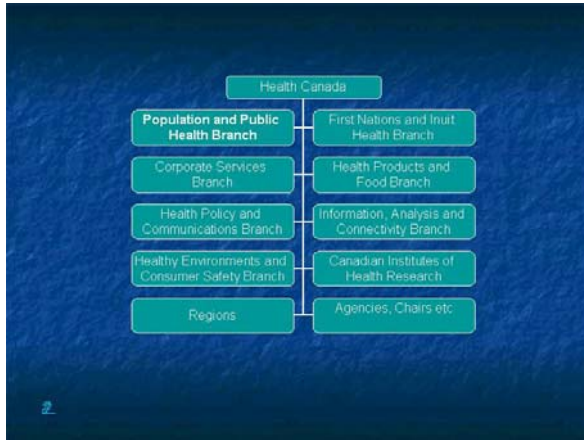 Health Canada
Population and Public
Health Branch
First Nations and Inuit
Health Branch
Corporate Services
Branch
Health Products and
Food Branch
Health Policy and
Communications Branch
Information, Analysis and
Connectivity Branch
Healthy Environments and
Consumer Safety Branch
Canadian Institutes of
Health Research
Regions
Agencies, Chairs etc
2